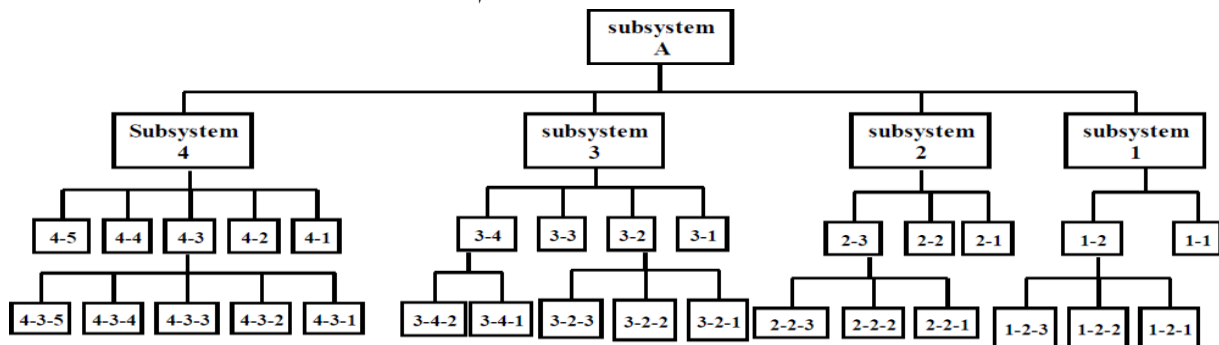 subsystem
A
Subsystem
4
subsystem
3
subsystem
2
subsystem
1
4-5 4-4 4-3 4-2 4-1
3-4 3-3 3-2 3-1
2-3 2-2 2-1
1-2 1-1
4-3-5 4-3-4 4-3-3 4-3-2 4-3-1
3-4-2 3-4-1 3-2-3 3-2-2 3-2-1
2-2-3 2-2-2 2-2-1
1-2-3 1-2-2 1-2-1